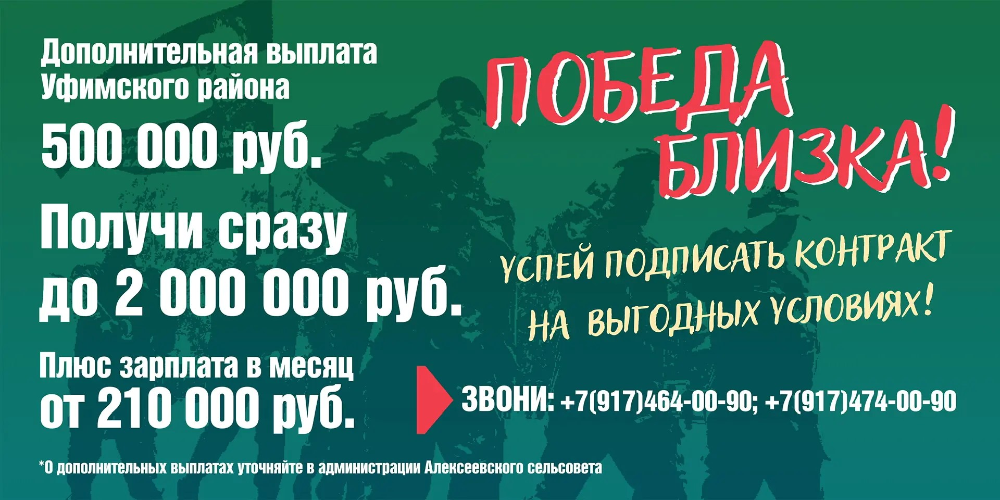 Дополнительная выплата
Уфимского района
500 000 руб.
Получи сразу
до 2 000 000 руб.
Плюс зарплата в месяц
от 210 000 руб.
ПОБЕДА
БЛИЗКА!
УСПЕЙ ПОДПИСАТЬ КОНТРАКТ
НА ВЫГОДНЫХ УСЛОВИЯХ!
ЗВОНИ: +7(917)464-00-90; +7(917)474-00-90
*О дополнительных выплатах уточняйте в администрации Алексеевского сельсовета